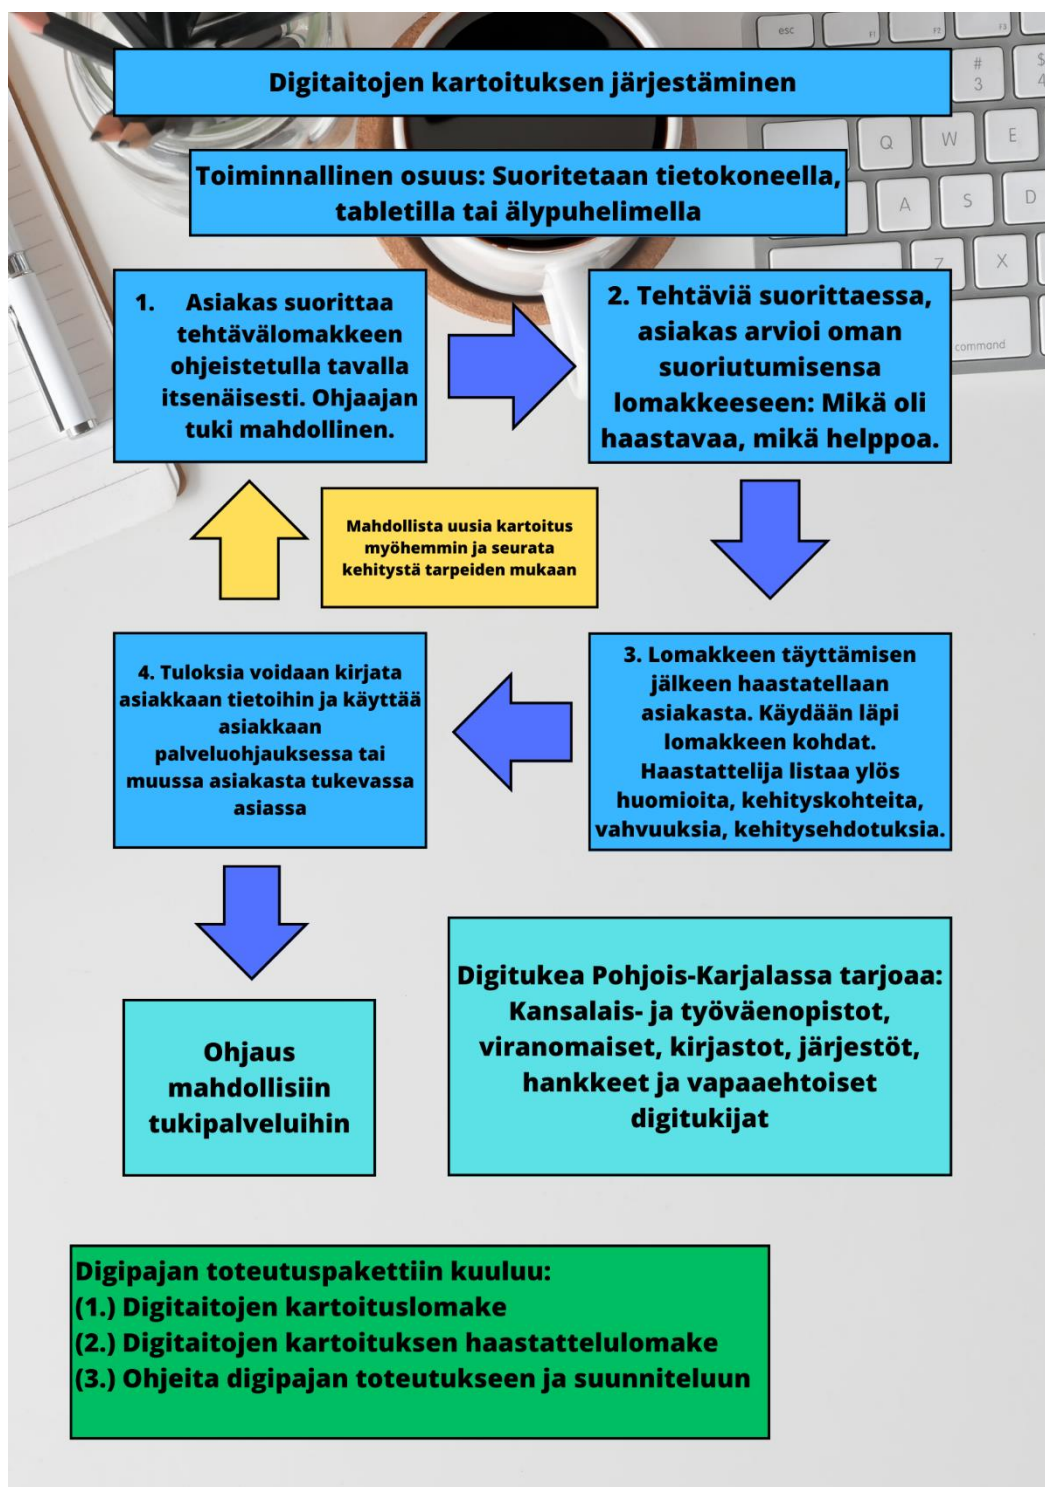 Digitaitojen kartoituksen järjestäminen
Toiminnallinen osuus: Suoritetaan tietokoneella,
tabletilla tai älypuhelimella
1. Asiakas suorittaa
tehtävälomakkeen
ohjeistetulla tavalla
itsenäisesti. Ohjaajan
tuki mahdollinen.
2. Tehtäviä suorittaessa,
asiakas arvioi oman
suoriutumisensa
lomakkeeseen: Mikä oli
haastavaa, mikä helppoa.
Mahdollista uusia kartoitus
myöhemmin ja seurata
kehitystä tarpeiden mukaan
3. Lomakkeen täyttämisen
jälkeen haastatellaan
asiakasta. Käydään läpi
lomakkeen kohdat.
Haastattelija listaa ylös
huomioita, kehityskohteita,
vahvuuksia, kehitysehdotuksia.
4. Tuloksia voidaan kirjata
asiakkaan tietoihin ja käyttää
asiakkaan
palveluohjauksessa tai
muussa asiakasta tukevassa
asiassa
Ohjaus
mahdollisiin
tukipalveluihin
Digitukea Pohjois-Karjalassa tarjoaa:
Kansalais- ja työväenopistot,
viranomaiset, kirjastot, järjestöt,
hankkeet ja vapaaehtoiset
digitukijat
Digipajan toteutuspakettiin kuuluu:
(1.) Digitaitojen kartoituslomake
(2.) Digitaitojen kartoituksen haastattelulomake
(3.) Ohjeita digipajan toteutukseen ja suunniteluun
esc F1 F2 F3
# $
3 4
Q W E
A S D
Z X
command